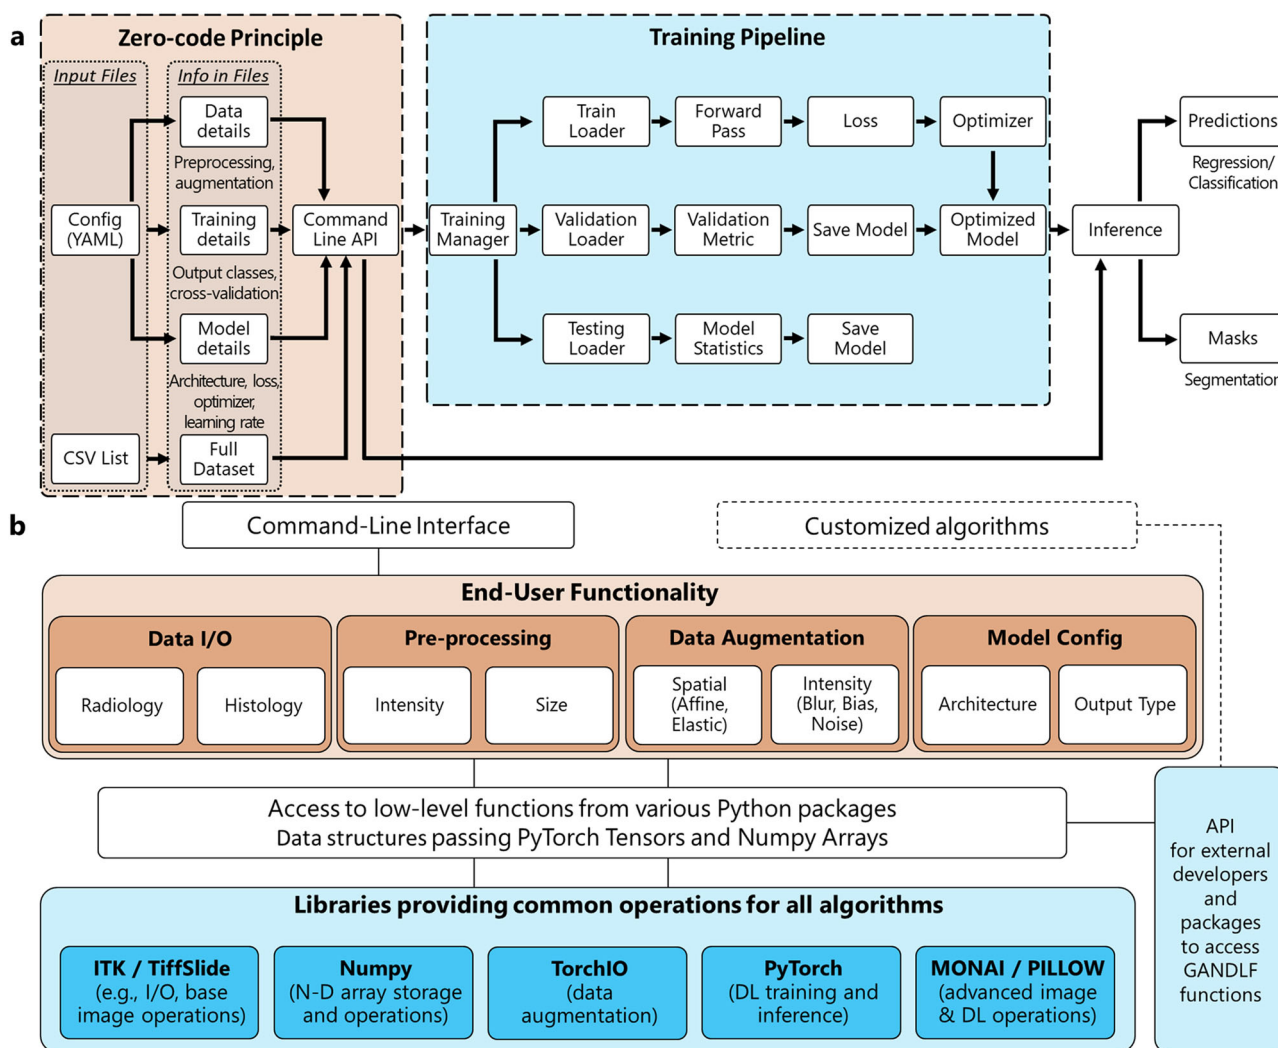 a
Zero-code Principle
Input Files
Info in Files
Data
details
Preprocessing,
augmentation
Config
(YAML)
Training
details
Output classes,
cross-validation
Command
Line API
Model
details
Architecture, loss,
optimizer,
learning rate
CSV List
Full
Dataset
Training Pipeline
Training
Manager
Train
Loader
Forward
Pass
Loss
Optimizer
Validation
Loader
Validation
Metric
Save Model
Optimized
Model
Testing
Loader
Model
Statistics
Save
Model
Inference
Predictions
Regression/
Classification
Masks
Segmentation
b
Command-Line Interface
Customized algorithms
End-User Functionality
Data I/O
Radiology
Histology
Pre-processing
Intensity
Size
Data Augmentation
Spatial
(Affine,
Elastic)
Intensity
(Blur, Bias,
Noise)
Model Config
Architecture
Output Type
Access to low-level functions from various Python packages
Data structures passing PyTorch Tensors and Numpy Arrays
API
for external
developers
and
packages
to access
GANDLF
functions
Libraries providing common operations for all algorithms
ITK / TiffSlide
(e.g., I/O, base
image operations)
Numpy
(N-D array storage
and operations)
TorchIO
(data
augmentation)
PyTorch
(DL training and
inference)
MONAI / PILLOW
(advanced image
& DL operations)